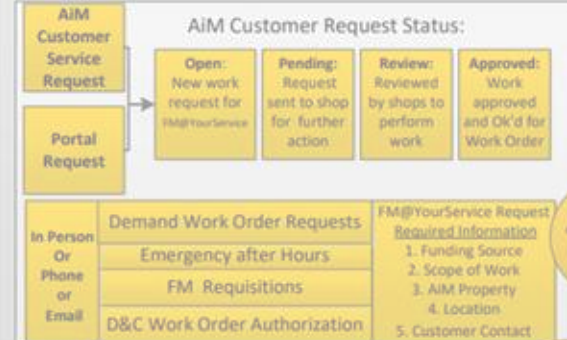 AiM
Customer
Service
Request
Portal
Request
AiM Customer Request Status:
Open:
New work
request for
FM@YourService
Pending:
Request
sent to shop
for further
action
Review:
Reviewed
by shops to
perform
work
Approved:
Work
approved
and Ok'd for
Work Order
In Person
Or
Phone
or
Email
Demand Work Order Requests
Emergency after Hours
FM Requisitions
D&C Work Order Authorization
FM@YourService Request
Required Information
1. Funding Source
2. Scope of Work
3. AiM Property
4. Location
5. Customer Contact